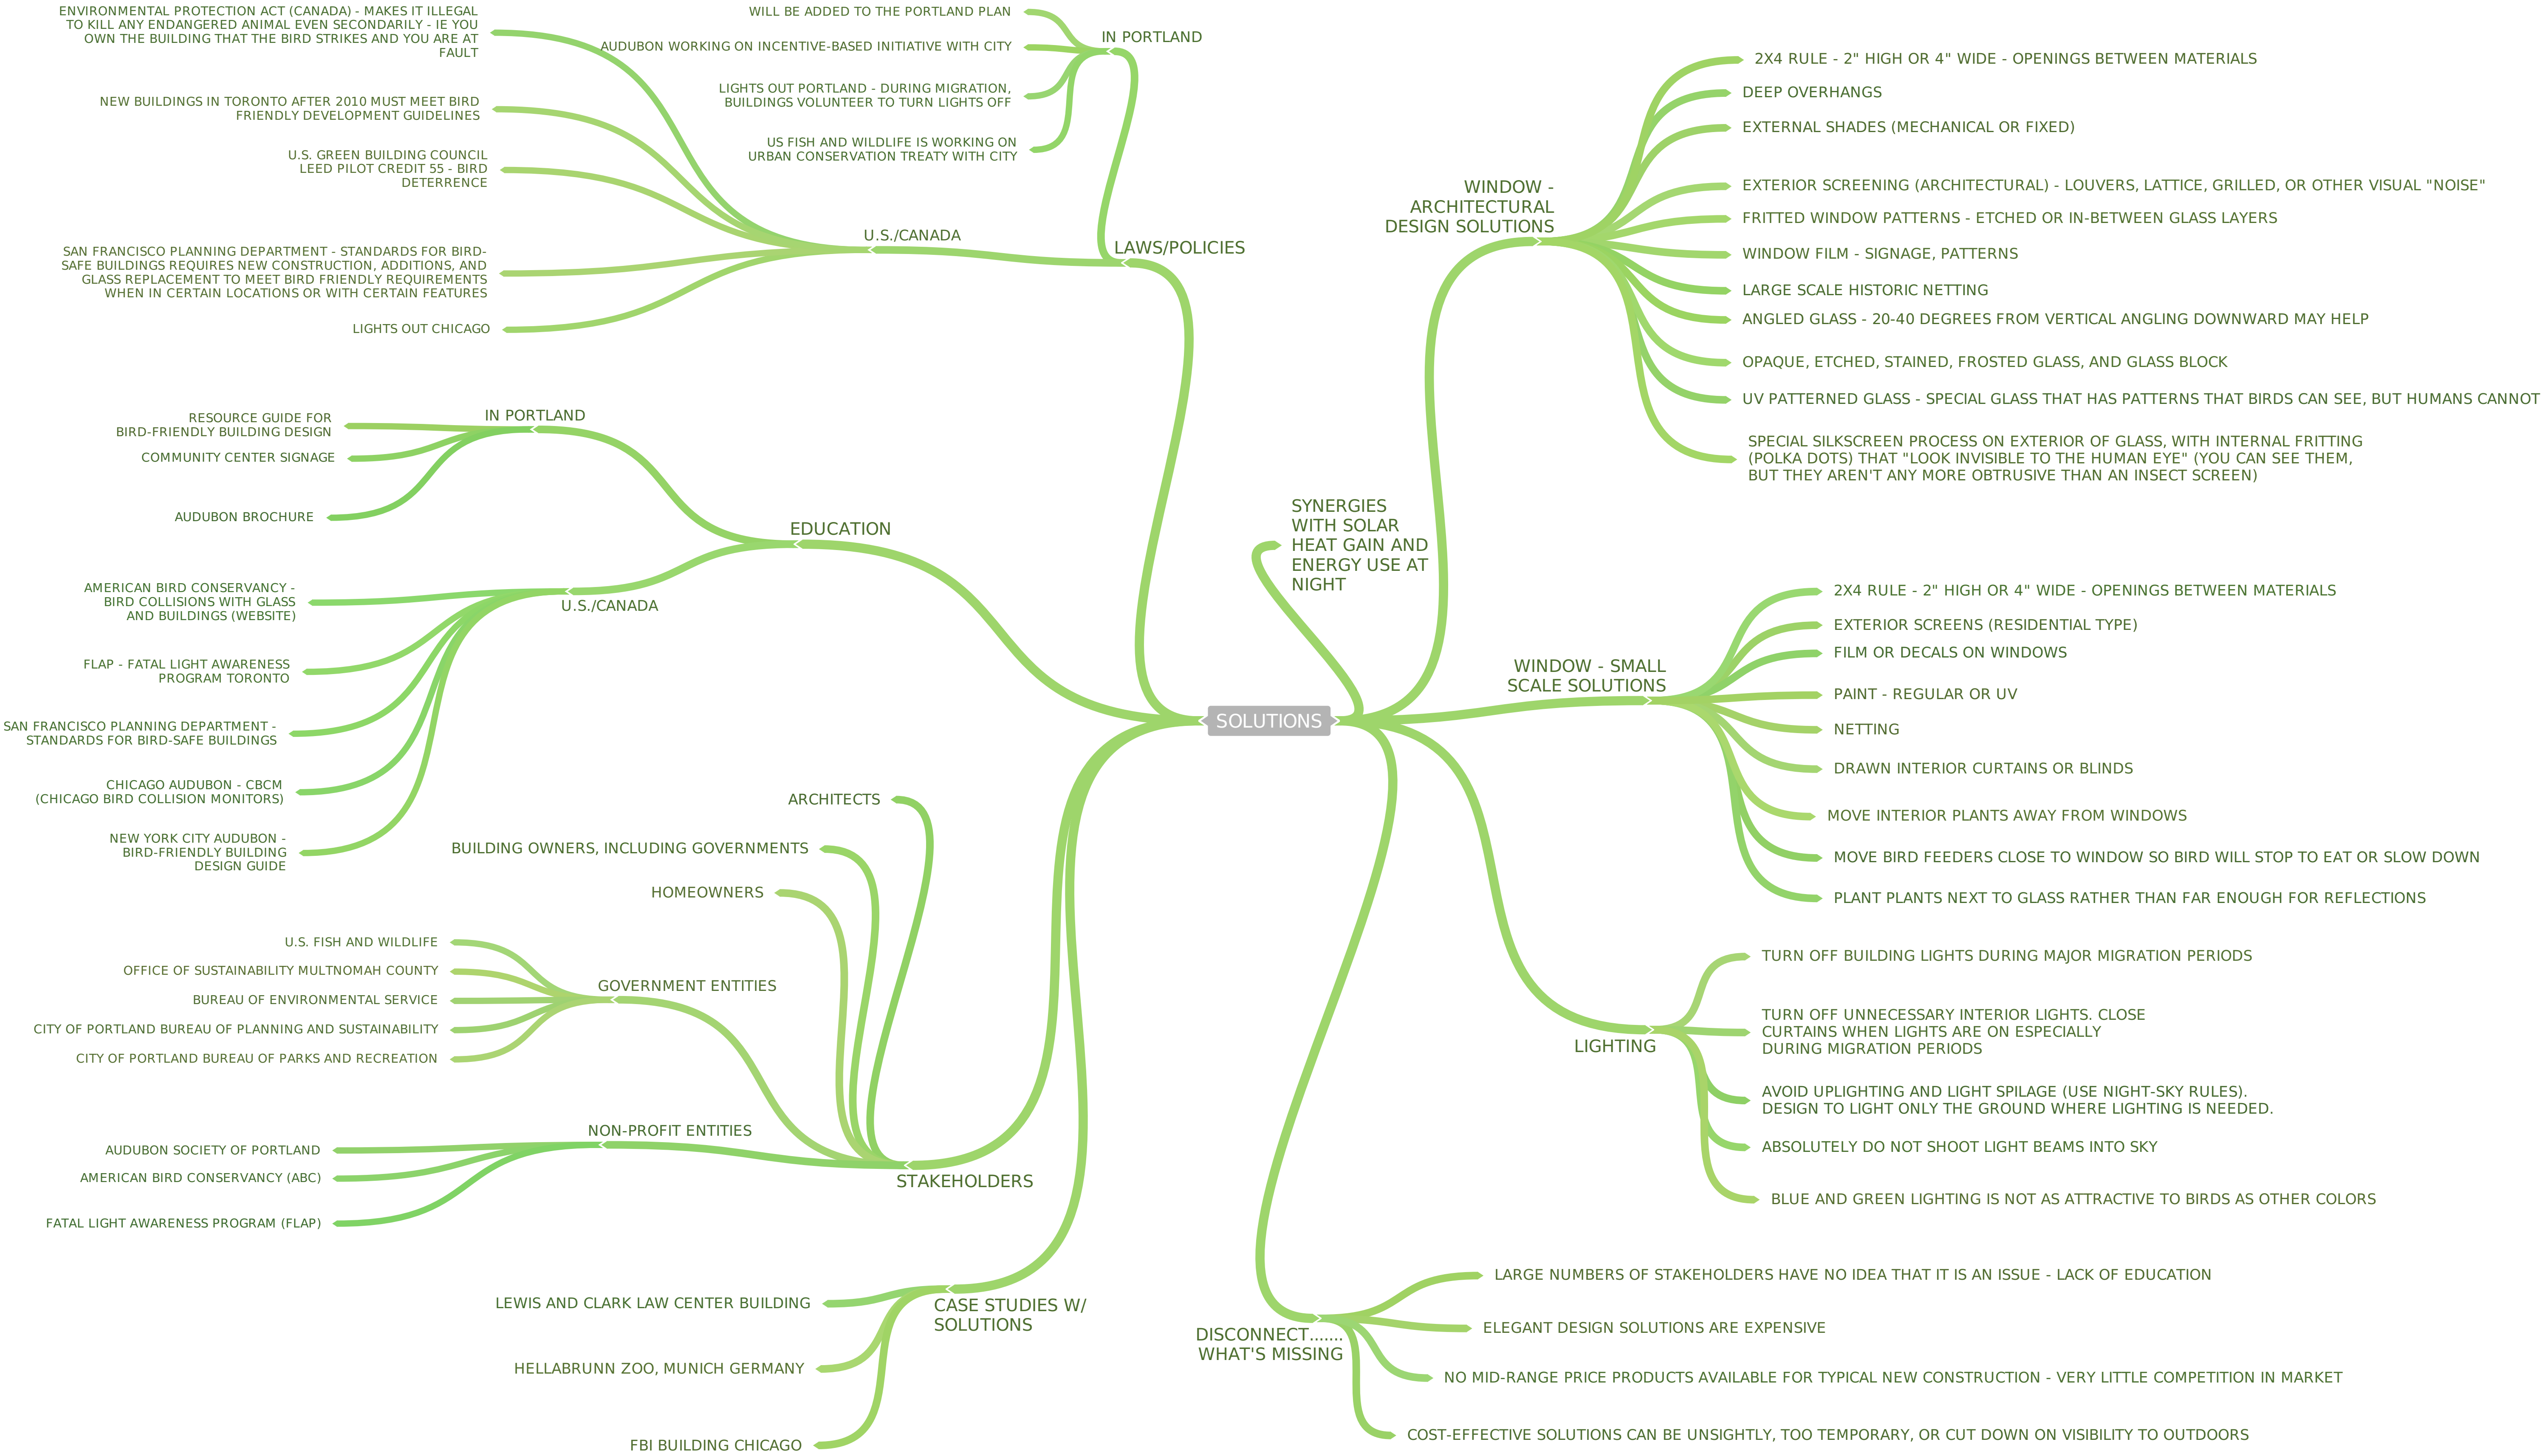 SOLUTIONS
LAWS/POLICIES
IN PORTLAND
WILL BE ADDED TO THE PORTLAND PLAN
AUDUBON WORKING ON INCENTIVE-BASED INITIATIVE WITH CITY
LIGHTS OUT PORTLAND - DURING MIGRATION,
BUILDINGS VOLUNTEER TO TURN LIGHTS OFF
US FISH AND WILDLIFE IS WORKING ON
URBAN CONSERVATION TREATY WITH CITY
U.S./CANADA
ENVIRONMENTAL PROTECTION ACT (CANADA) - MAKES IT ILLEGAL
TO KILL ANY ENDANGERED ANIMAL EVEN SECONDARILY - IE YOU
OWN THE BUILDING THAT THE BIRD STRIKES AND YOU ARE AT
FAULT
NEW BUILDINGS IN TORONTO AFTER 2010 MUST MEET BIRD
FRIENDLY DEVELOPMENT GUIDELINES
U.S. GREEN BUILDING COUNCIL
LEED PILOT CREDIT 55 - BIRD
DETERRENCE
SAN FRANCISCO PLANNING DEPARTMENT - STANDARDS FOR BIRD-
SAFE BUILDINGS REQUIRES NEW CONSTRUCTION, ADDITIONS, AND
GLASS REPLACEMENT TO MEET BIRD FRIENDLY REQUIREMENTS
WHEN IN CERTAIN LOCATIONS OR WITH CERTAIN FEATURES
LIGHTS OUT CHICAGO
EDUCATION
IN PORTLAND
RESOURCE GUIDE FOR
BIRD-FRIENDLY BUILDING DESIGN
COMMUNITY CENTER SIGNAGE
AUDUBON BROCHURE
U.S./CANADA
AMERICAN BIRD CONSERVANCY -
BIRD COLLISIONS WITH GLASS
AND BUILDINGS (WEBSITE)
FLAP - FATAL LIGHT AWARENESS
PROGRAM TORONTO
SAN FRANCISCO PLANNING DEPARTMENT -
STANDARDS FOR BIRD-SAFE BUILDINGS
CHICAGO AUDUBON - CBCM
(CHICAGO BIRD COLLISION MONITORS)
NEW YORK CITY AUDUBON -
BIRD-FRIENDLY BUILDING
DESIGN GUIDE
STAKEHOLDERS
ARCHITECTS
BUILDING OWNERS, INCLUDING GOVERNMENTS
HOMEOWNERS
GOVERNMENT ENTITIES
U.S. FISH AND WILDLIFE
OFFICE OF SUSTAINABILITY MULTNOMAH COUNTY
BUREAU OF ENVIRONMENTAL SERVICE
CITY OF PORTLAND BUREAU OF PLANNING AND SUSTAINABILITY
CITY OF PORTLAND BUREAU OF PARKS AND RECREATION
NON-PROFIT ENTITIES
AUDUBON SOCIETY OF PORTLAND
AMERICAN BIRD CONSERVANCY (ABC)
FATAL LIGHT AWARENESS PROGRAM (FLAP)
CASE STUDIES W/
SOLUTIONS
LEWIS AND CLARK LAW CENTER BUILDING
HELLABRUNN ZOO, MUNICH GERMANY
FBI BUILDING CHICAGO
SYNERGIES
WITH SOLAR
HEAT GAIN AND
ENERGY USE AT
NIGHT
WINDOW -
ARCHITECTURAL
DESIGN SOLUTIONS
2X4 RULE - 2" HIGH OR 4" WIDE - OPENINGS BETWEEN MATERIALS
DEEP OVERHANGS
EXTERNAL SHADES (MECHANICAL OR FIXED)
EXTERIOR SCREENING (ARCHITECTURAL) - LOUVERS, LATTICE, GRILLED, OR OTHER VISUAL "NOISE"
FRITTED WINDOW PATTERNS - ETCHED OR IN-BETWEEN GLASS LAYERS
WINDOW FILM - SIGNAGE, PATTERNS
LARGE SCALE HISTORIC NETTING
ANGLED GLASS - 20-40 DEGREES FROM VERTICAL ANGLING DOWNWARD MAY HELP
OPAQUE, ETCHED, STAINED, FROSTED GLASS, AND GLASS BLOCK
UV PATTERNED GLASS - SPECIAL GLASS THAT HAS PATTERNS THAT BIRDS CAN SEE, BUT HUMANS CANNOT
SPECIAL SILKSCREEN PROCESS ON EXTERIOR OF GLASS, WITH INTERNAL FRITTING
(POLKA DOTS) THAT "LOOK INVISIBLE TO THE HUMAN EYE" (YOU CAN SEE THEM,
BUT THEY AREN'T ANY MORE OBTRUSIVE THAN AN INSECT SCREEN)
WINDOW - SMALL
SCALE SOLUTIONS
2X4 RULE - 2" HIGH OR 4" WIDE - OPENINGS BETWEEN MATERIALS
EXTERIOR SCREENS (RESIDENTIAL TYPE)
FILM OR DECALS ON WINDOWS
PAINT - REGULAR OR UV
NETTING
DRAWN INTERIOR CURTAINS OR BLINDS
MOVE INTERIOR PLANTS AWAY FROM WINDOWS
MOVE BIRD FEEDERS CLOSE TO WINDOW SO BIRD WILL STOP TO EAT OR SLOW DOWN
PLANT PLANTS NEXT TO GLASS RATHER THAN FAR ENOUGH FOR REFLECTIONS
LIGHTING
TURN OFF BUILDING LIGHTS DURING MAJOR MIGRATION PERIODS
TURN OFF UNNECESSARY INTERIOR LIGHTS. CLOSE
CURTAINS WHEN LIGHTS ARE ON ESPECIALLY
DURING MIGRATION PERIODS
AVOID UPLIGHTING AND LIGHT SPILAGE (USE NIGHT-SKY RULES).
DESIGN TO LIGHT ONLY THE GROUND WHERE LIGHTING IS NEEDED.
ABSOLUTELY DO NOT SHOOT LIGHT BEAMS INTO SKY
BLUE AND GREEN LIGHTING IS NOT AS ATTRACTIVE TO BIRDS AS OTHER COLORS
DISCONNECT.......
WHAT'S MISSING
LARGE NUMBERS OF STAKEHOLDERS HAVE NO IDEA THAT IT IS AN ISSUE - LACK OF EDUCATION
ELEGANT DESIGN SOLUTIONS ARE EXPENSIVE
NO MID-RANGE PRICE PRODUCTS AVAILABLE FOR TYPICAL NEW CONSTRUCTION - VERY LITTLE COMPETITION IN MARKET
COST-EFFECTIVE SOLUTIONS CAN BE UNSIGHTLY, TOO TEMPORARY, OR CUT DOWN ON VISIBILITY TO OUTDOORS